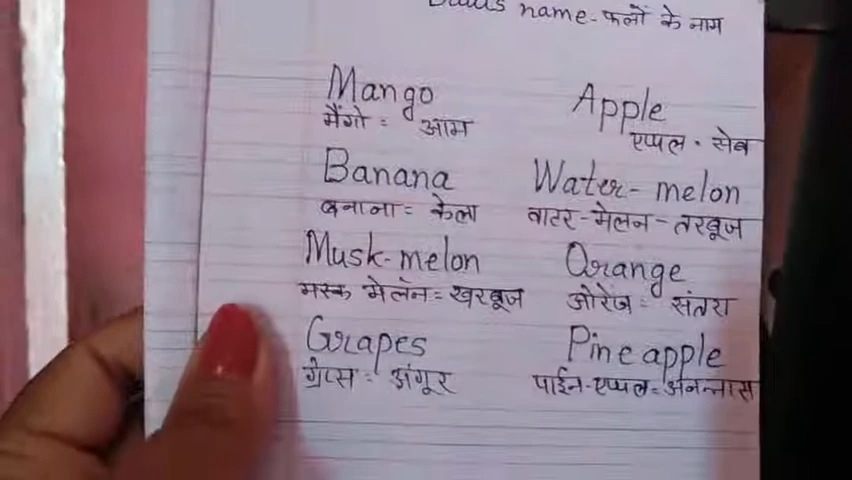 name - फलों के नाम
Mango
मैंगो = आम
Apple
एप्पल - सेब
Banana
बनाना = केला
Water-melon
वाटर-मेलन-तरबूज
Musk-melon
मस्क मेलॅन = खरबूज
Orange
ओरेंज = संतरा
Grapes
ग्रेप्स = अंगूर
Pineapple
पाईन-एप्पल = अनन्नास